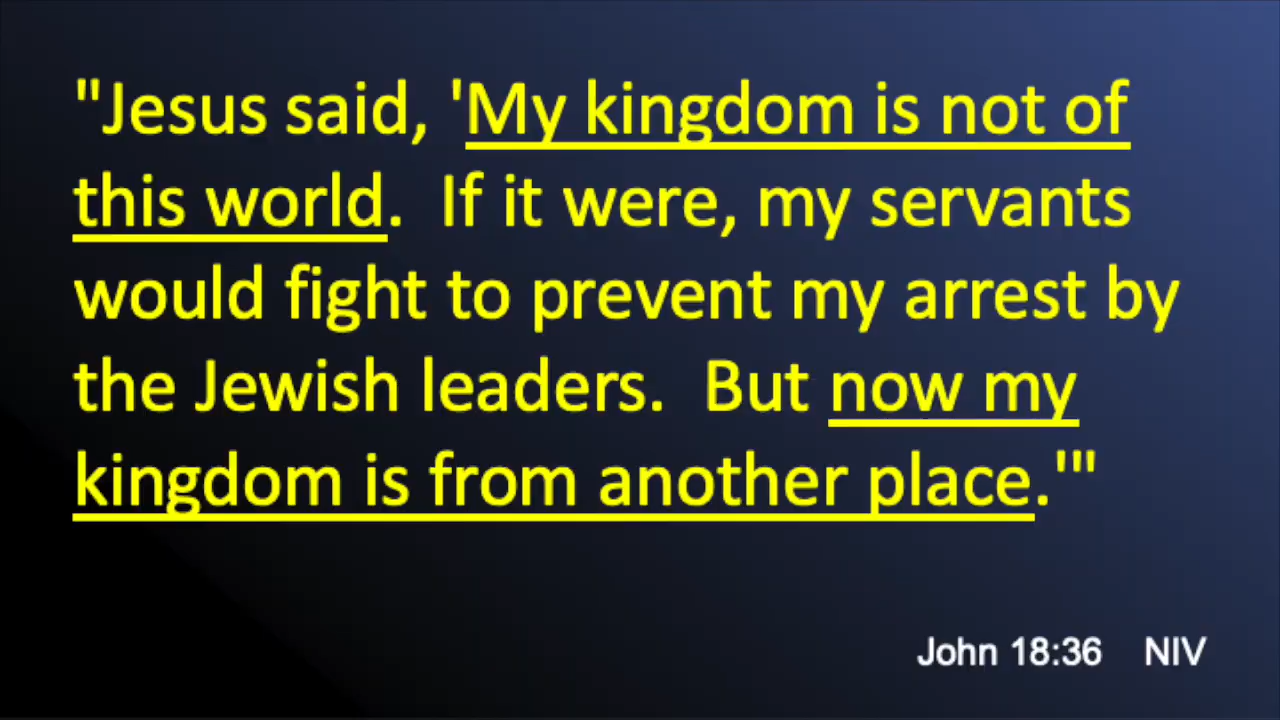 "Jesus said, 'My kingdom is not of
this world.  If it were, my servants
would fight to prevent my arrest by
the Jewish leaders.  But now my
kingdom is from another place.'"
John 18:36    NIV